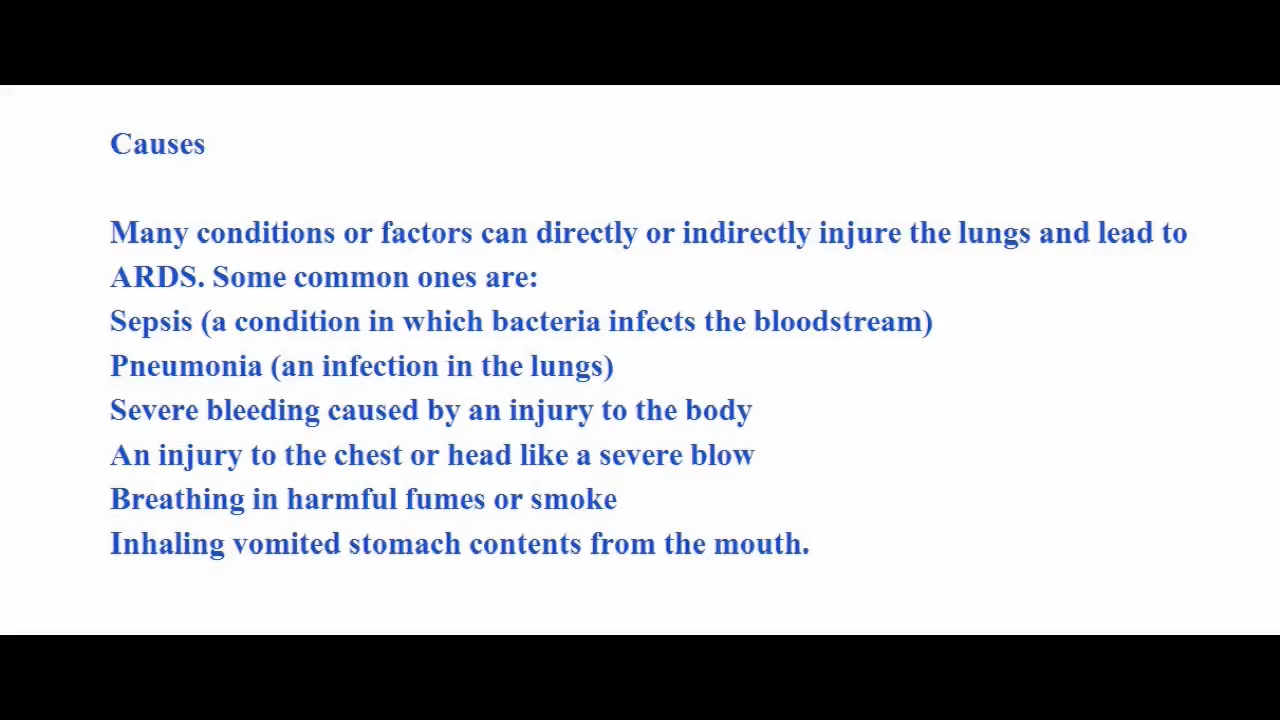 Causes
Many conditions or factors can directly or indirectly injure the lungs and lead to
ARDS. Some common ones are:
Sepsis (a condition in which bacteria infects the bloodstream)
Pneumonia (an infection in the lungs)
Severe bleeding caused by an injury to the body
An injury to the chest or head like a severe blow
Breathing in harmful fumes or smoke
Inhaling vomited stomach contents from the mouth.